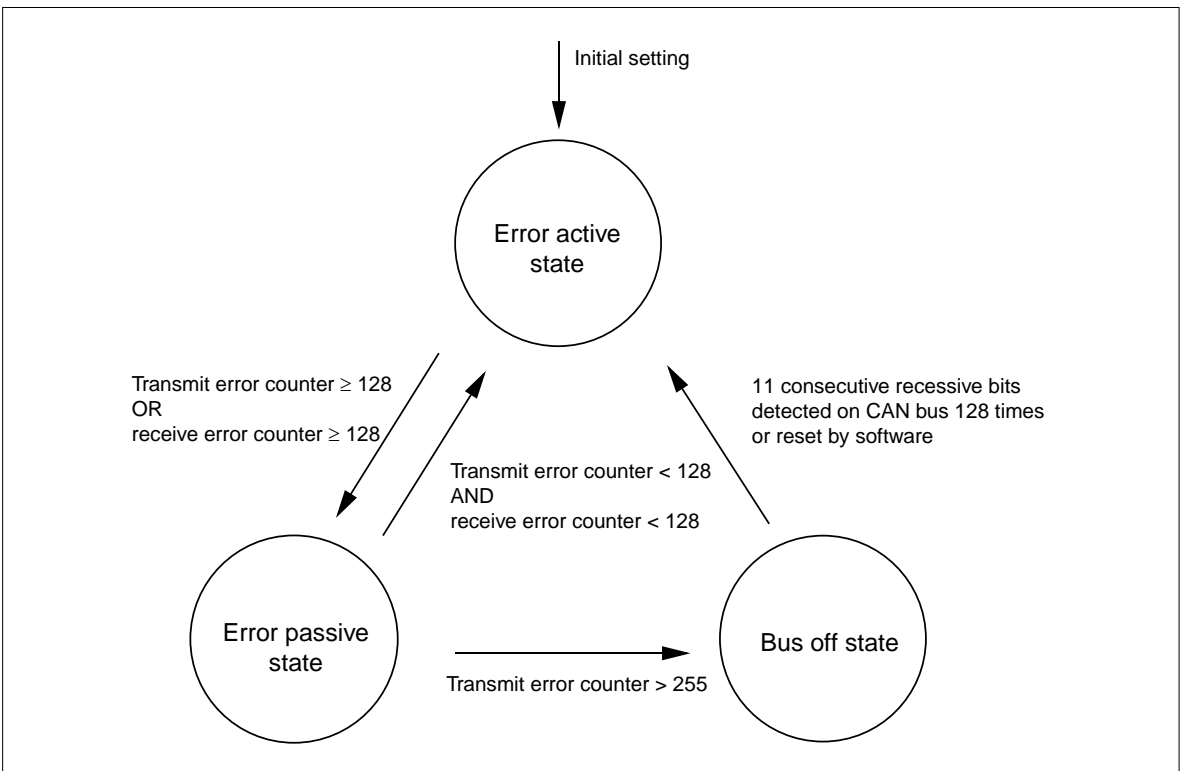 Initial setting
Error active
state
Transmit error counter ≥ 128
OR
receive error counter ≥ 128
11 consecutive recessive bits
detected on CAN bus 128 times
or reset by software
Transmit error counter < 128
AND
receive error counter < 128
Error passive
state
Bus off state
Transmit error counter > 255